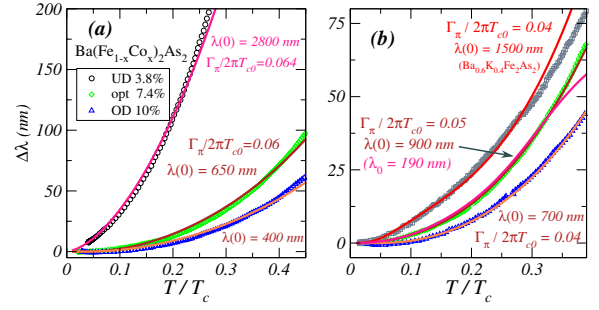 (a)
λ(0) = 2800 nm
Γπ/2πTc0 = 0.064
Ba(Fe1-xCox)2As2
UD 3.8%
opt 7.4%
OD 10%
Γπ/2πTc0 = 0.06
λ(0) = 650 nm
λ(0) = 400 nm
Δλ (nm)
200
150
100
50
0
0
0.1
0.2
0.3
0.4
T / Tc
(b)
Γπ / 2πTc0 = 0.04
λ(0) = 1500 nm
(Ba0.6K0.4Fe2As2)
Γπ / 2πTc0 = 0.05
λ(0) = 900 nm
(λ0 = 190 nm)
λ(0) = 700 nm
Γπ / 2πTc0 = 0.04
75
50
25
0
0
0.1
0.2
0.3
T / Tc